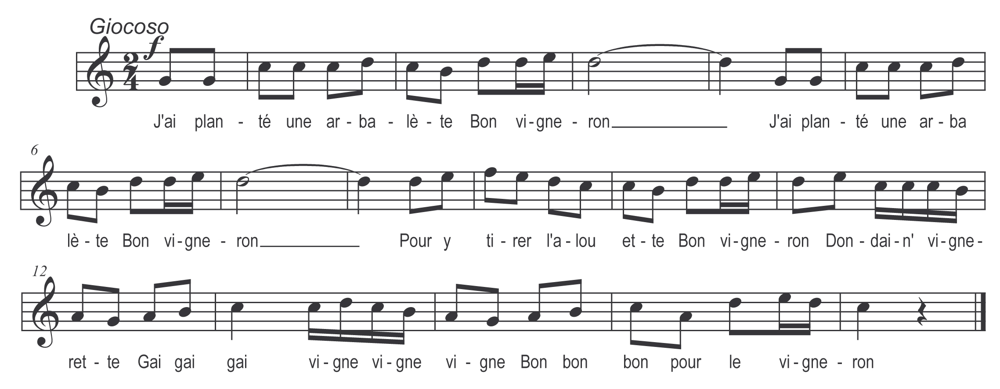 Giocoso
f
2
4
J'ai plan - té une ar - ba - lè - te Bon vi - gne - ron_____ J'ai plan - té une ar - ba
6
lè - te Bon vi - gne - ron_____ Pour y ti - rer l'a - lou et - te Bon vi - gne - ron Don - dai - n' vi - gne -
12
ret - te Gai gai gai vi - gne vi - gne vi - gne Bon bon bon pour le vi - gne - ron